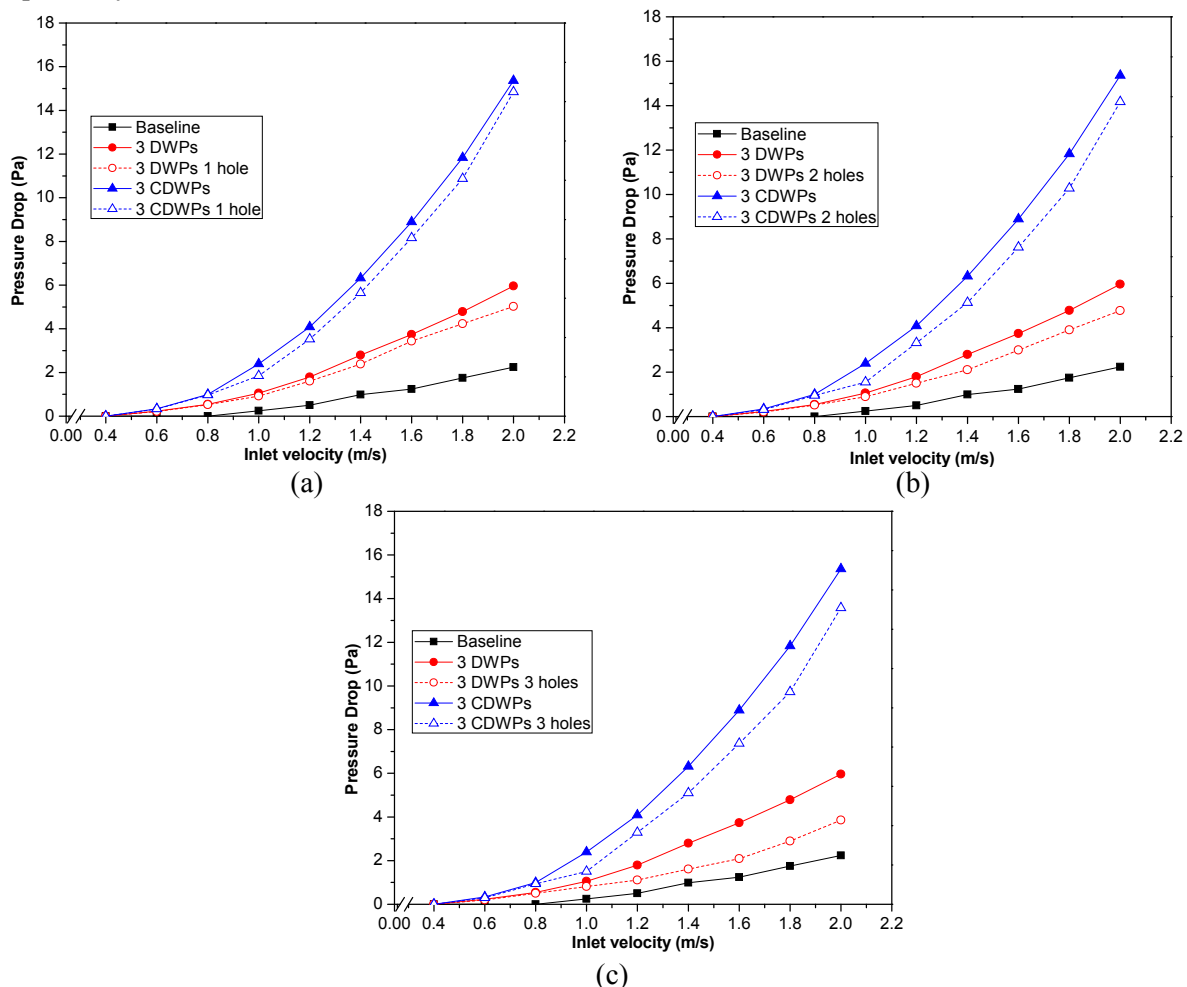 18
16
14
12
10
8
6
4
2
0
Pressure Drop (Pa)
Baseline
3 DWPs
3 DWPs 1 hole
3 CDWPs
3 CDWPs 1 hole
0.00 0.4 0.6 0.8 1.0 1.2 1.4 1.6 1.8 2.0 2.2
Inlet velocity (m/s)
(a)
18
16
14
12
10
8
6
4
2
0
Pressure Drop (Pa)
Baseline
3 DWPs
3 DWPs 2 holes
3 CDWPs
3 CDWPs 2 holes
0.00 0.4 0.6 0.8 1.0 1.2 1.4 1.6 1.8 2.0 2.2
Inlet velocity (m/s)
(b)
18
16
14
12
10
8
6
4
2
0
Pressure Drop (Pa)
Baseline
3 DWPs
3 DWPs 3 holes
3 CDWPs
3 CDWPs 3 holes
0.00 0.4 0.6 0.8 1.0 1.2 1.4 1.6 1.8 2.0 2.2
Inlet velocity (m/s)
(c)